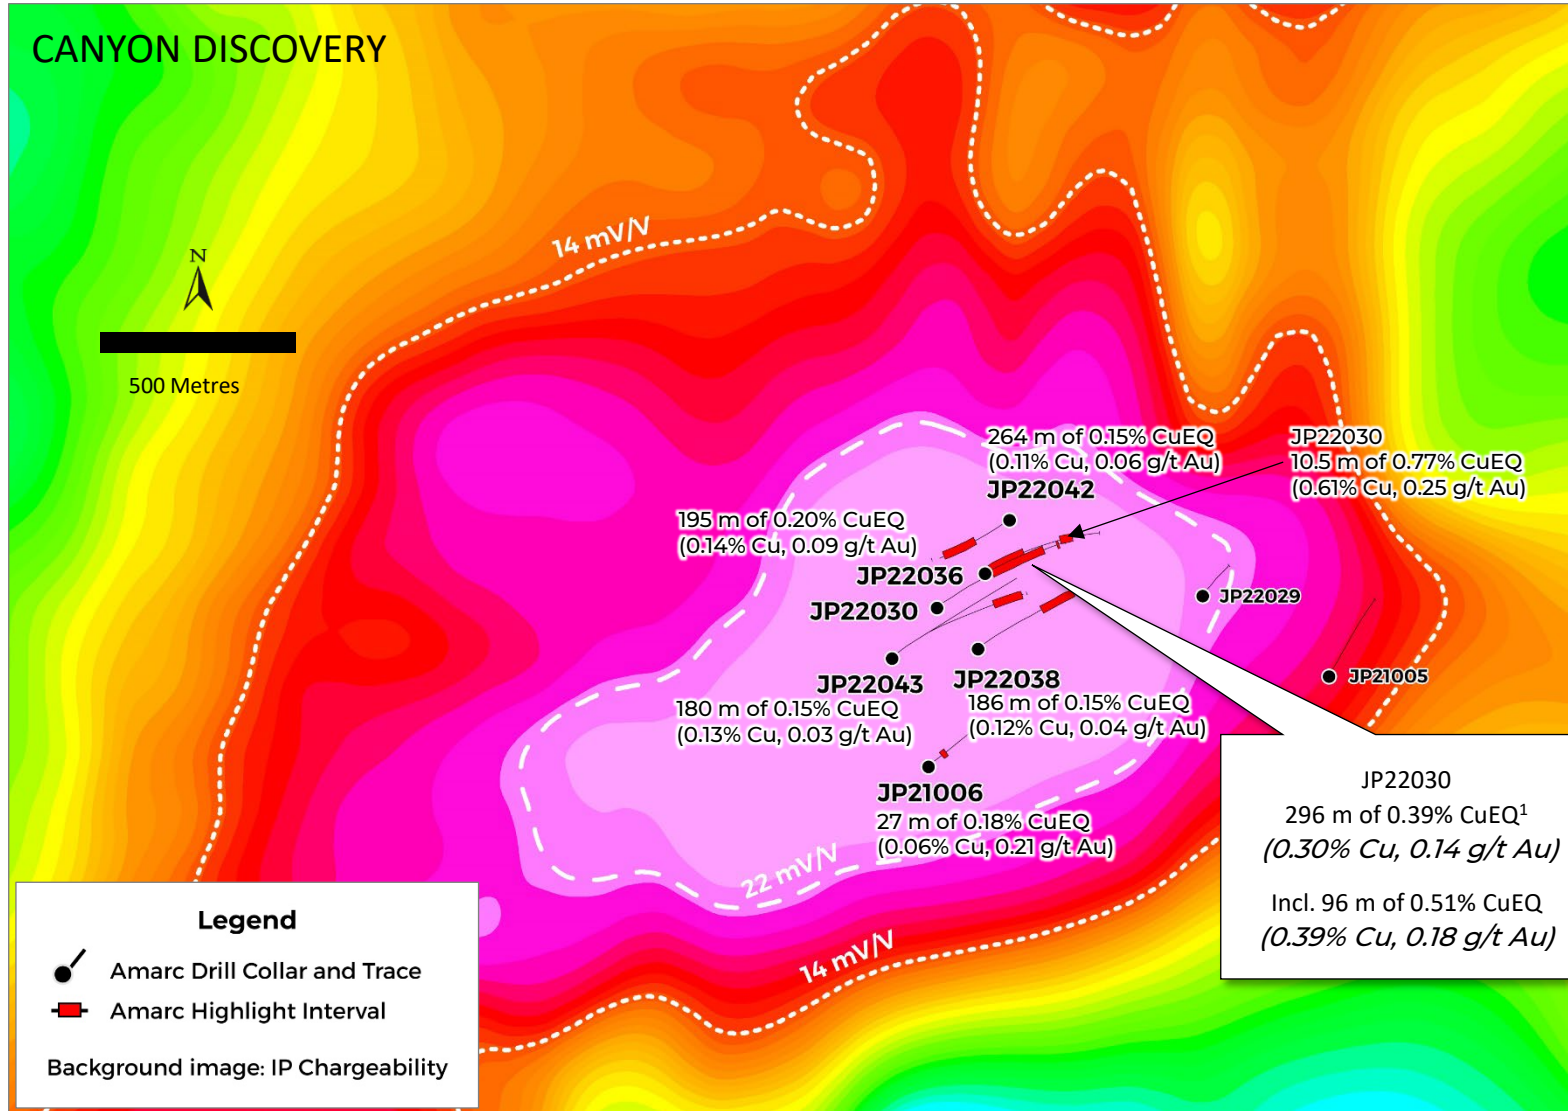 CANYON DISCOVERY
14 mV/V
N
500 Metres
264 m of 0.15% CuEQ
(0.11% Cu, 0.06 g/t Au)
JP22042
JP22030
10.5 m of 0.77% CuEQ
(0.61% Cu, 0.25 g/t Au)
195 m of 0.20% CuEQ
(0.14% Cu, 0.09 g/t Au)
JP22036
JP22030
JP22029
JP22043
180 m of 0.15% CuEQ
(0.13% Cu, 0.03 g/t Au)
JP22038
186 m of 0.15% CuEQ
(0.12% Cu, 0.04 g/t Au)
JP21005
JP21006
27 m of 0.18% CuEQ
(0.06% Cu, 0.21 g/t Au)
22 mV/V
14 mV/V
JP22030
296 m of 0.39% CuEQ¹
(0.30% Cu, 0.14 g/t Au)
Incl. 96 m of 0.51% CuEQ
(0.39% Cu, 0.18 g/t Au)
Legend
Amarc Drill Collar and Trace
Amarc Highlight Interval
Background image: IP Chargeability